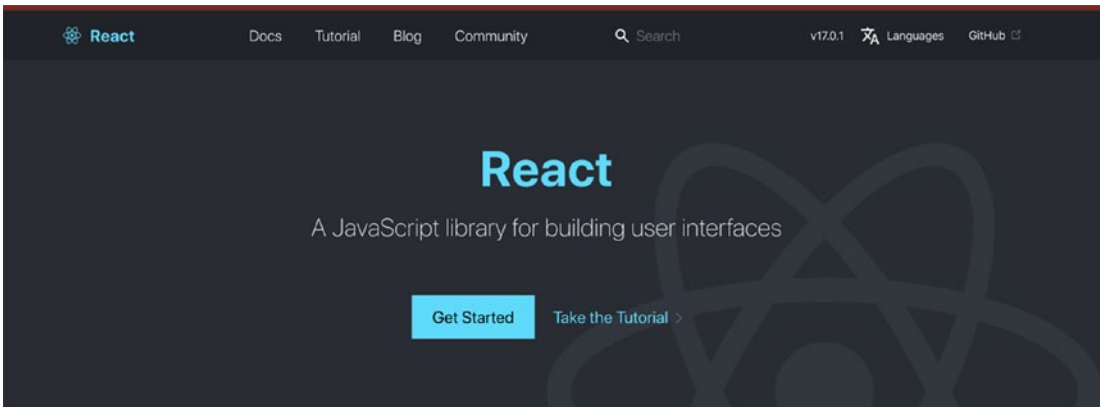 React Docs Tutorial Blog Community Search v17.0.1 Languages GitHub
React
A JavaScript library for building user interfaces
Get Started Take the Tutorial >